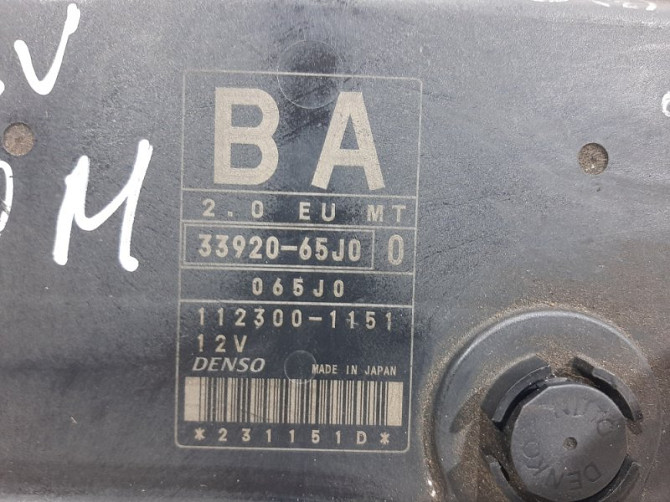 V
M
BA
2.0 EU MT
33920-65J0 0
065J0
112300-1151
12V
DENSO MADE IN JAPAN
*231151D*